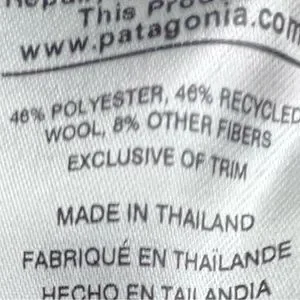 This Pro
www.patagonia.com
46% POLYESTER, 46% RECYCLED
WOOL, 8% OTHER FIBERS
EXCLUSIVE OF TRIM
MADE IN THAILAND
FABRIQUÉ EN THAÏLANDE
HECHO EN TAILANDIA